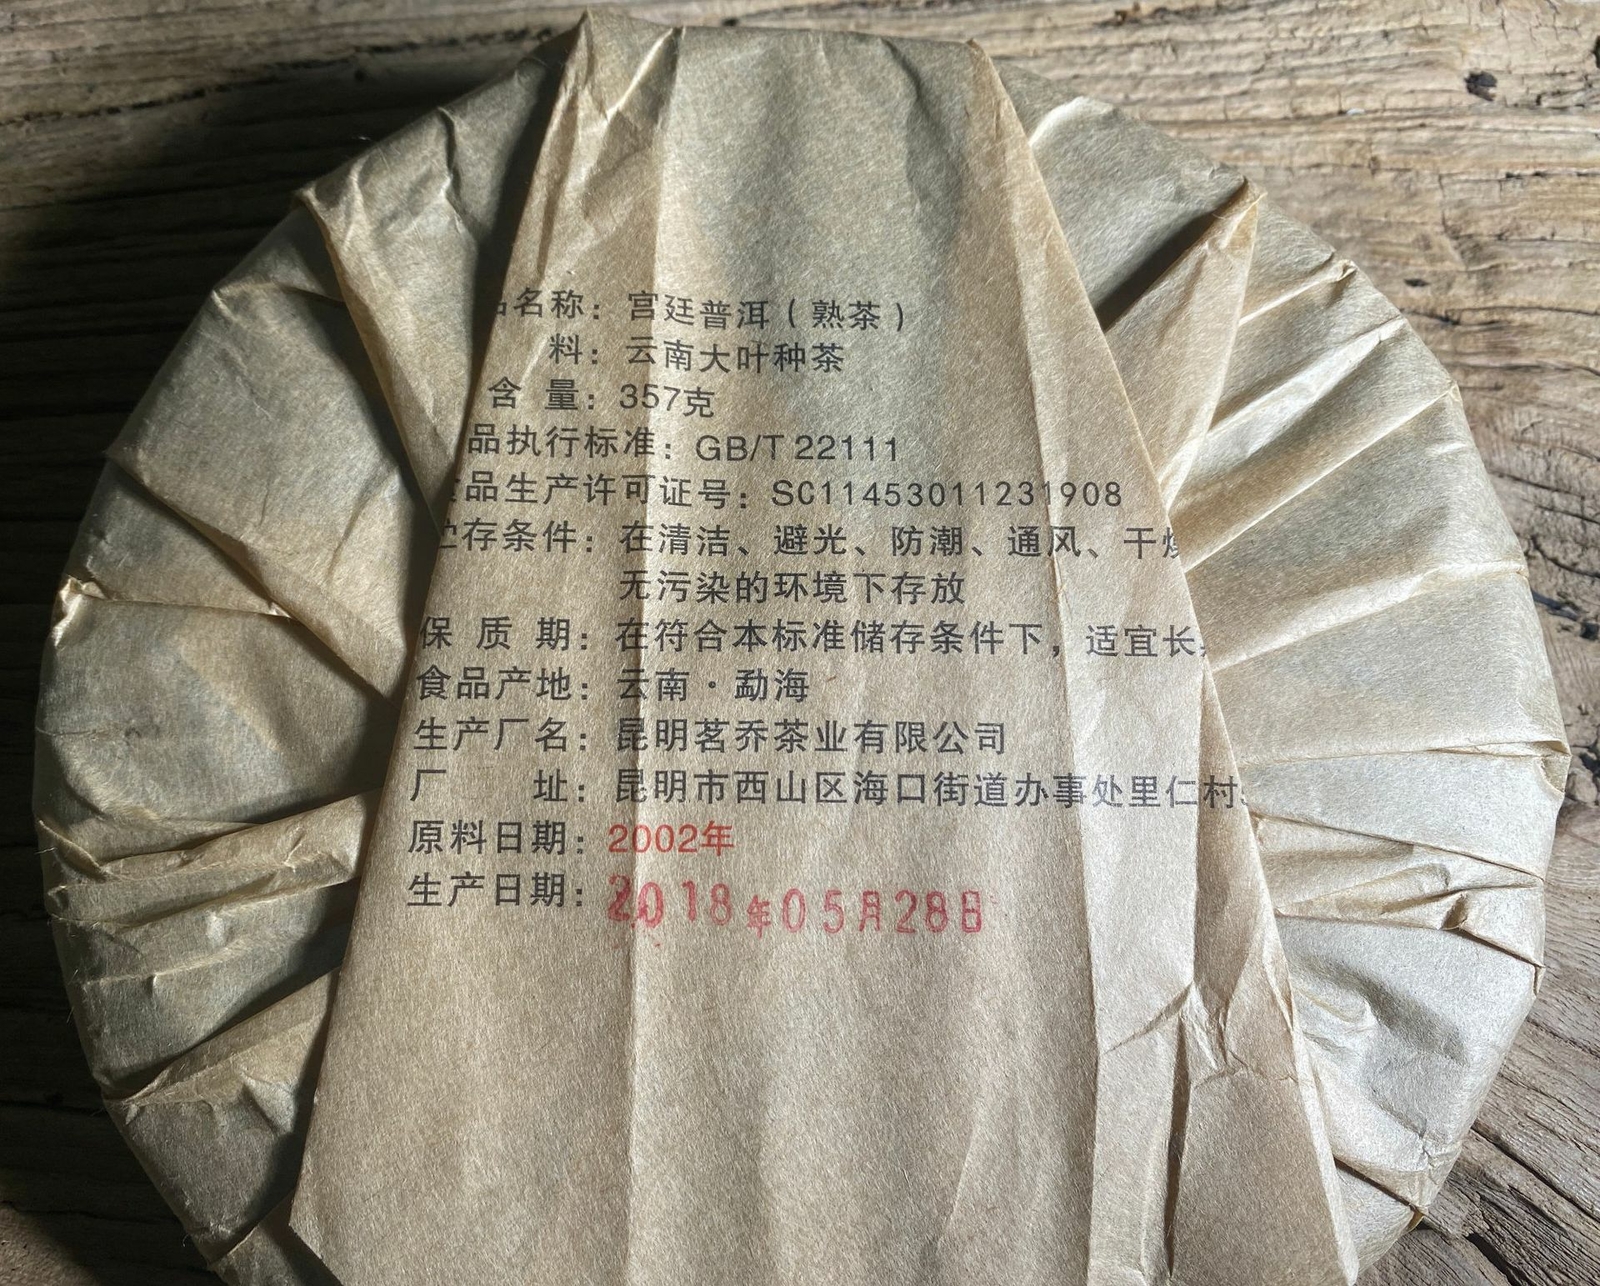 名称：宫廷普洱（熟茶）
料：云南大叶种茶
含量：357克
品执行标准：GB/T 22111
品生产许可证号：SC11453011231908
存条件：在清洁、避光、防潮、通风、干燥
无污染的环境下存放
保质期：在符合本标准储存条件下，适宜长
食品产地：云南·勐海
生产厂名：昆明茗乔茶业有限公司
厂址：昆明市西山区海口街道办事处里仁村
原料日期：2002年
生产日期：2018年05月28日